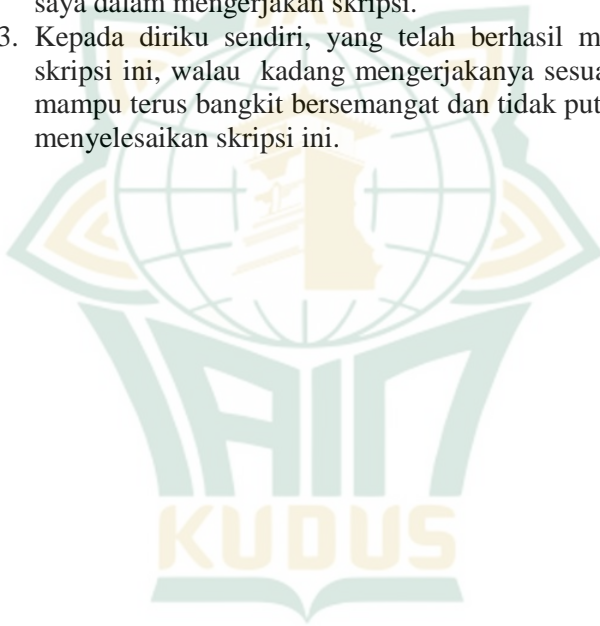 saya dalam mengerjakan skripsi.
3. Kepada diriku sendiri, yang telah berhasil m
skripsi ini, walau kadang mengerjakanya sesua
mampu terus bangkit bersemangat dan tidak put
menyelesaikan skripsi ini.
IAIN
KUDUS